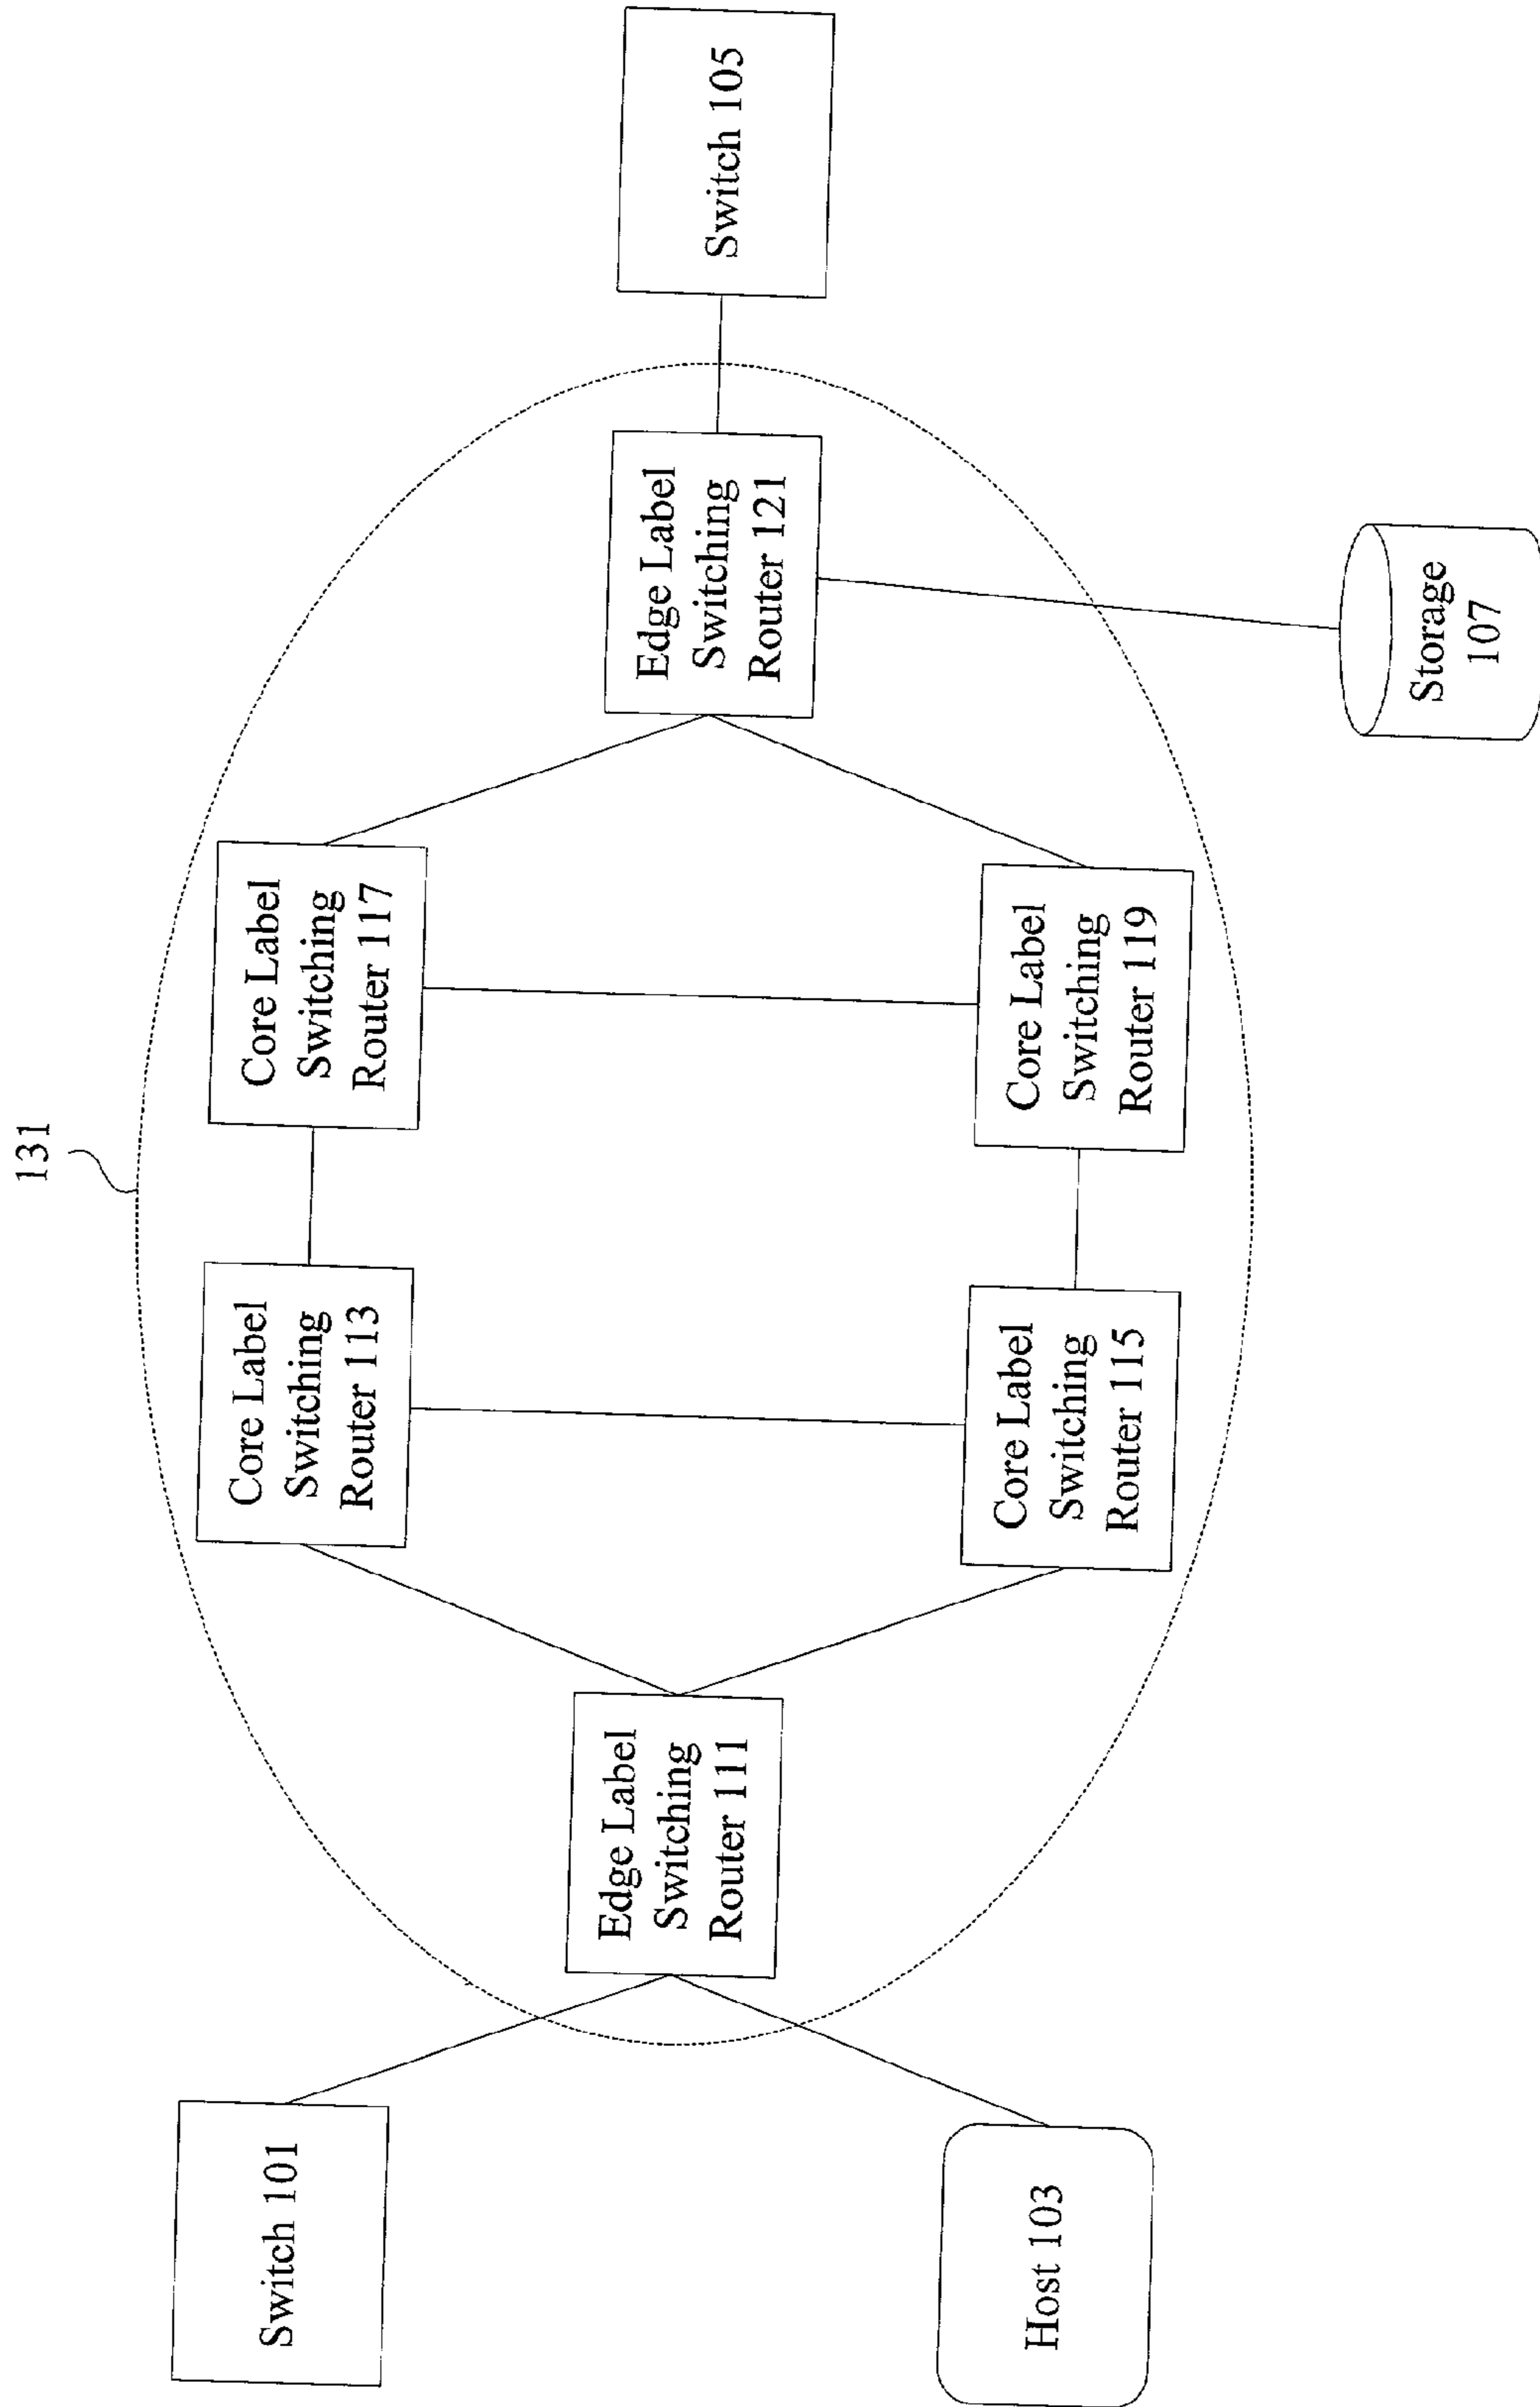 131
Switch 101
Host 103
Edge Label
Switching
Router 111
Core Label
Switching
Router 113
Core Label
Switching
Router 115
Core Label
Switching
Router 117
Core Label
Switching
Router 119
Edge Label
Switching
Router 121
Switch 105
Storage
107